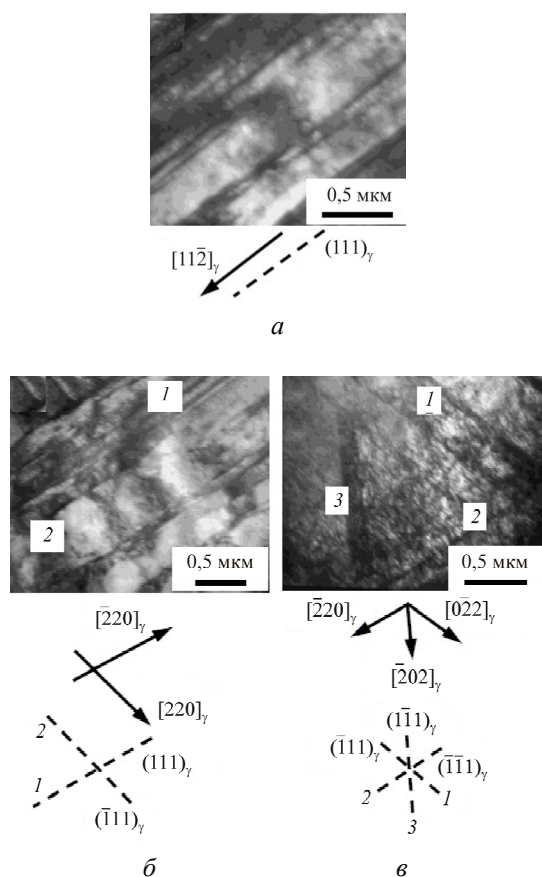 0,5 мкм
[112̅]γ
(111)γ
а
1
2
0,5 мкм
1
3
2
0,5 мкм
[2̅20]γ
[220]γ
2
1
(111)γ
(1̅11)γ
[2̅20]γ
[02̅2]γ
[2̅02]γ
(11̅1)γ
(1̅11)γ
(1̅1̅1)γ
2
1
3
б
в